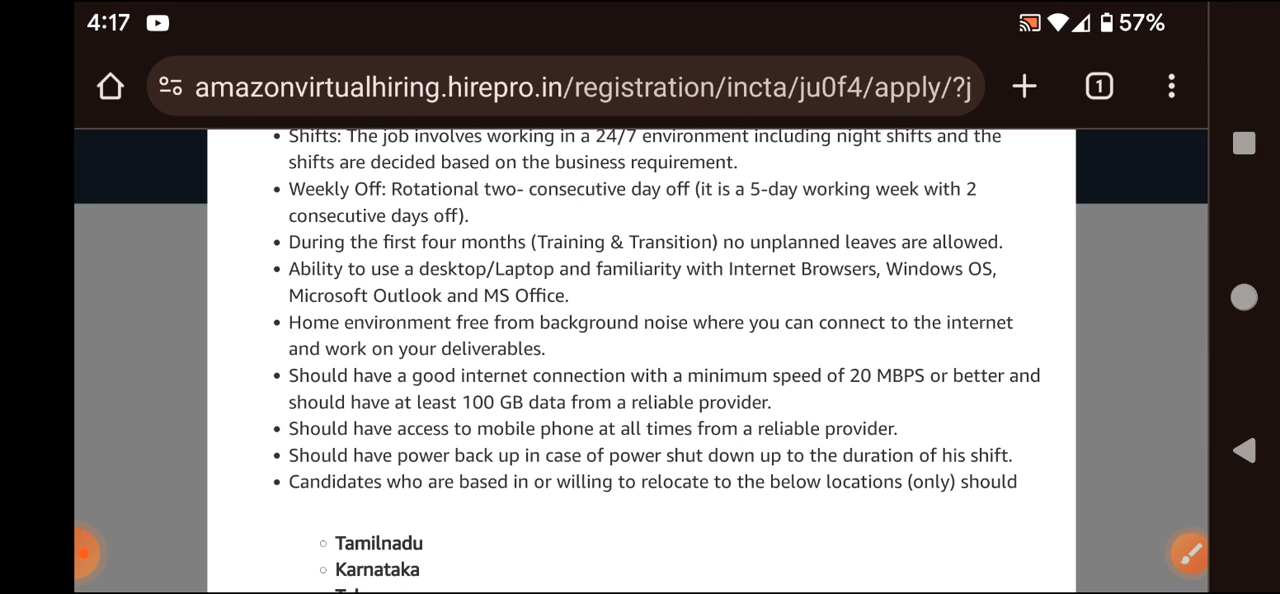 4:17
57%
amazonvirtualhiring.hirepro.in/registration/incta/ju0f4/apply/?j
1
• Shifts: The job involves working in a 24/7 environment including night shifts and the
shifts are decided based on the business requirement.
• Weekly Off: Rotational two- consecutive day off (it is a 5-day working week with 2
consecutive days off).
• During the first four months (Training & Transition) no unplanned leaves are allowed.
• Ability to use a desktop/Laptop and familiarity with Internet Browsers, Windows OS,
Microsoft Outlook and MS Office.
• Home environment free from background noise where you can connect to the internet
and work on your deliverables.
• Should have a good internet connection with a minimum speed of 20 MBPS or better and
should have at least 100 GB data from a reliable provider.
• Should have access to mobile phone at all times from a reliable provider.
• Should have power back up in case of power shut down up to the duration of his shift.
• Candidates who are based in or willing to relocate to the below locations (only) should
○ Tamilnadu
○ Karnataka